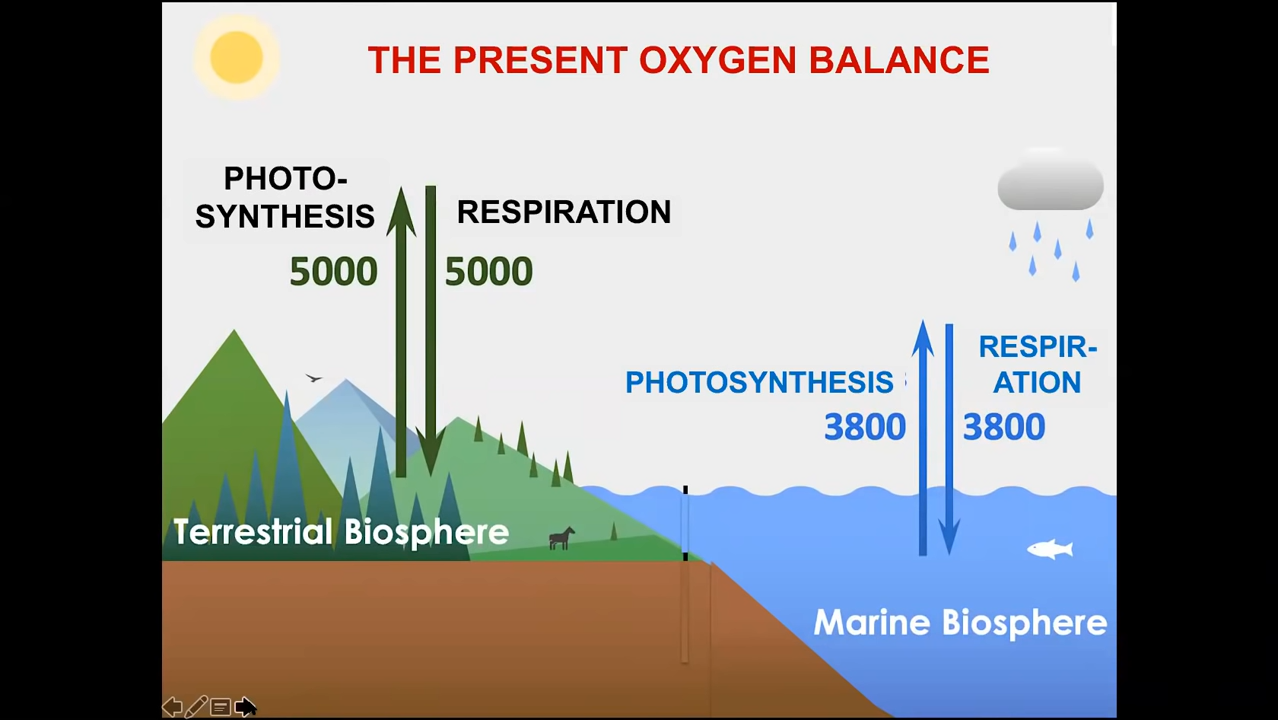 THE PRESENT OXYGEN BALANCE
PHOTO-
SYNTHESIS
RESPIRATION
5000
5000
RESPIR-
ATION
PHOTOSYNTHESIS
3800
3800
Terrestrial Biosphere
Marine Biosphere